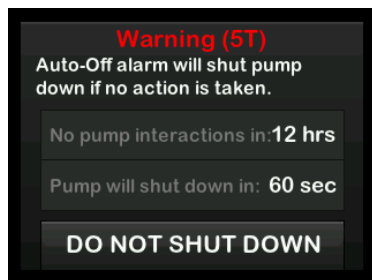 Warning (5T)
Auto-Off alarm will shut pump
down if no action is taken.
No pump interactions in:12 hrs
Pump will shut down in: 60 sec
DO NOT SHUT DOWN